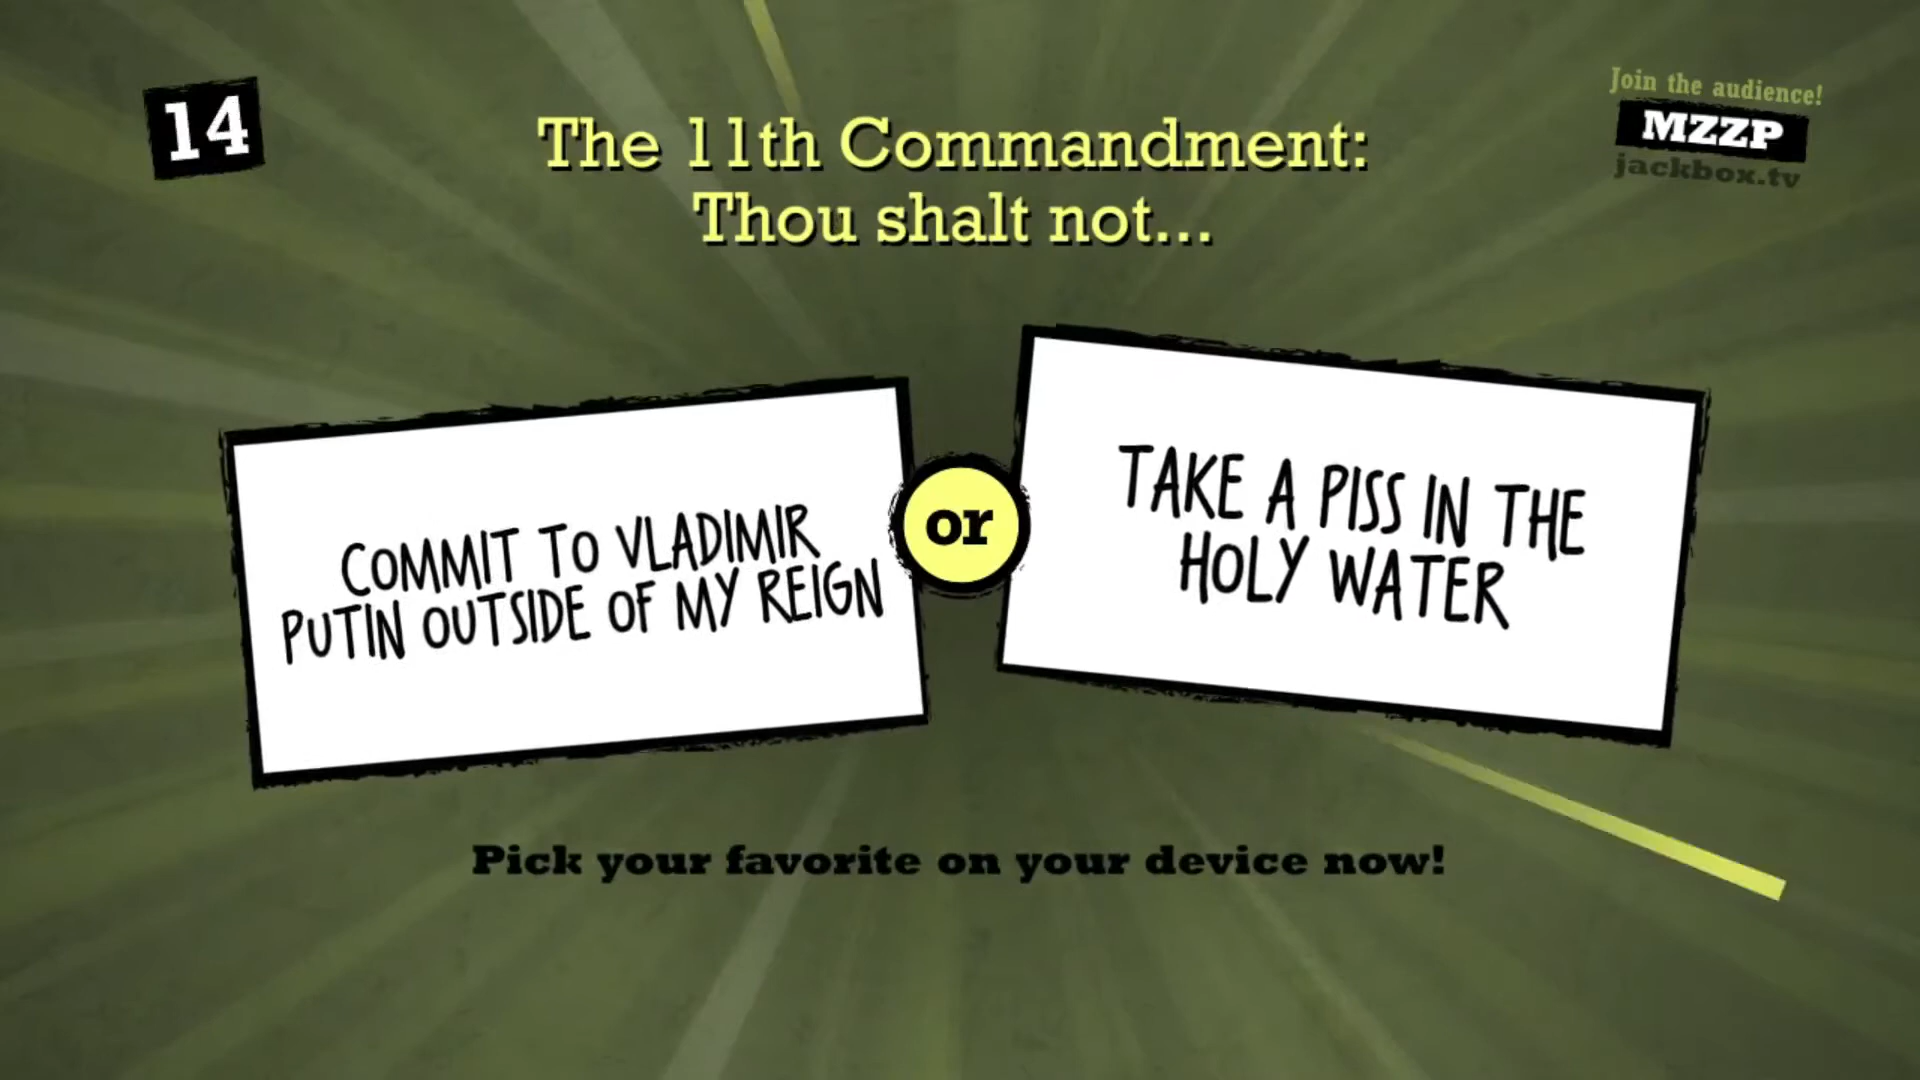 14
The 11th Commandment:
Thou shalt not...
Join the audience!
MZZP
jackbox.tv
COMMIT TO VLADIMIR
PUTIN OUTSIDE OF MY REIGN
or
TAKE A PISS IN THE
HOLY WATER
Pick your favorite on your device now!